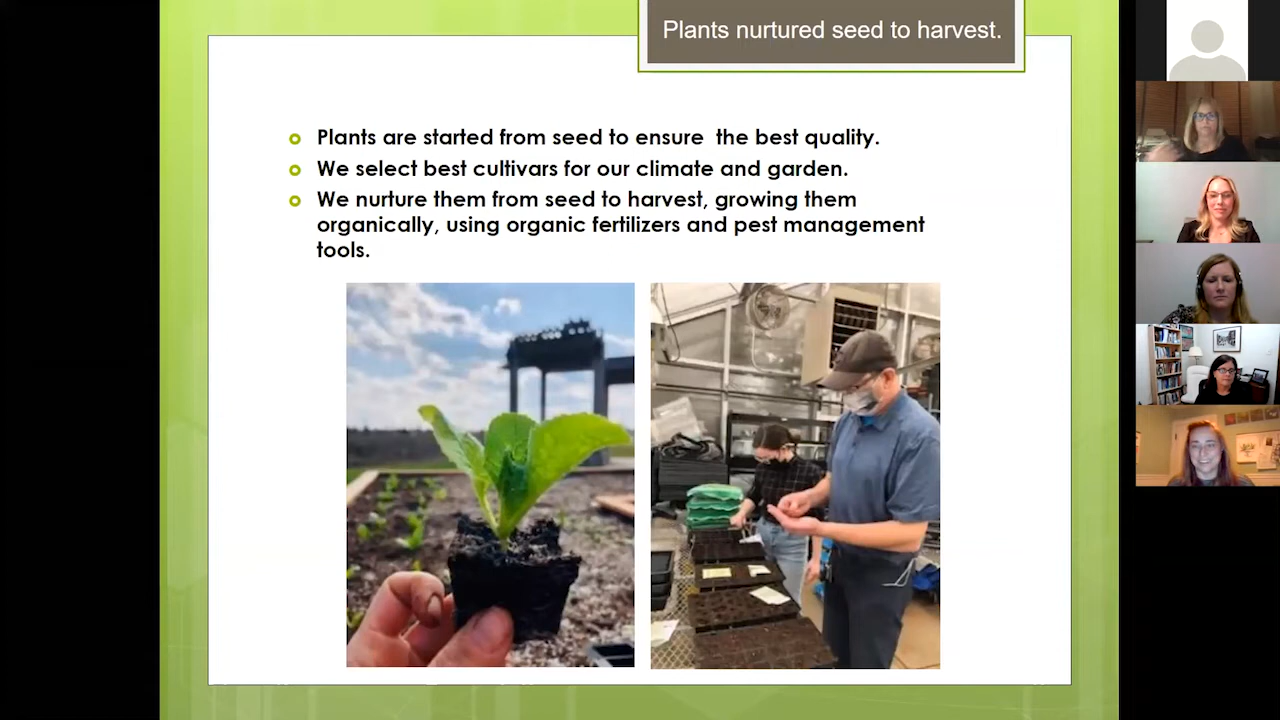 Plants nurtured seed to harvest.
Plants are started from seed to ensure the best quality.
We select best cultivars for our climate and garden.
We nurture them from seed to harvest, growing them
organically, using organic fertilizers and pest management
tools.